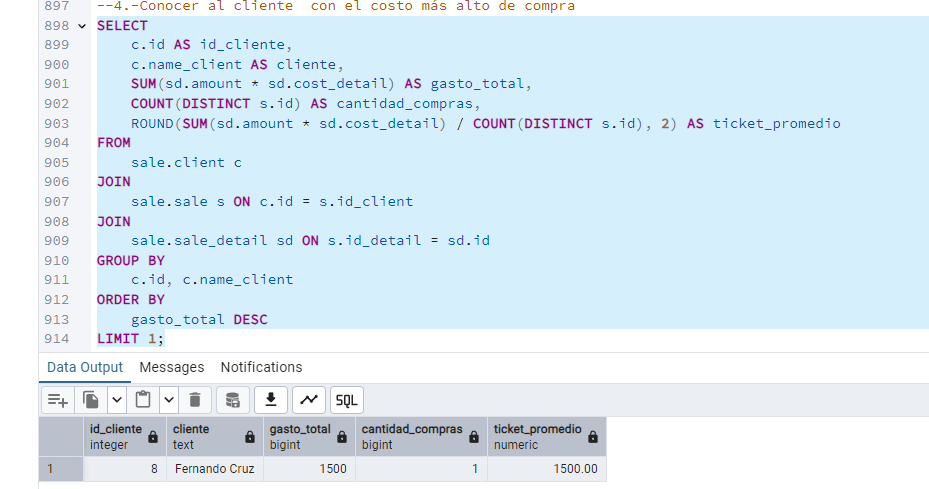 897 --4.-Conocer al cliente  con el costo más alto de compra
898 SELECT
899     c.id AS id_cliente,
900     c.name_client AS cliente,
901     SUM(sd.amount * sd.cost_detail) AS gasto_total,
902     COUNT(DISTINCT s.id) AS cantidad_compras,
903     ROUND(SUM(sd.amount * sd.cost_detail) / COUNT(DISTINCT s.id), 2) AS ticket_promedio
904 FROM
905     sale.client c
906 JOIN
907     sale.sale s ON c.id = s.id_client
908 JOIN
909     sale.sale_detail sd ON s.id_detail = sd.id
910 GROUP BY
911     c.id, c.name_client
912 ORDER BY
913     gasto_total DESC
914 LIMIT 1;
Data Output Messages Notifications
SQL
id_cliente cliente gasto_total cantidad_compras ticket_promedio
integer text bigint bigint numeric
1 8 Fernando Cruz 1500 1 1500.00